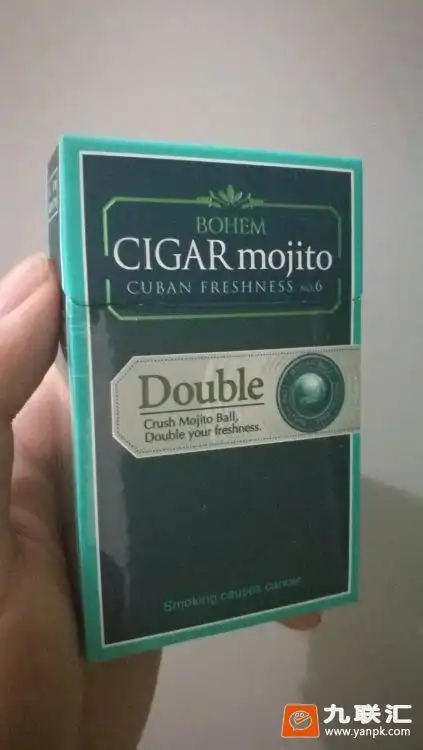 BOHEM
CIGAR mojito
CUBAN FRESHNESS NO.6
Double
Crush Mojito Ball,
Double your freshness.
Smoking causes cancer
九联汇
www.yanpk.com